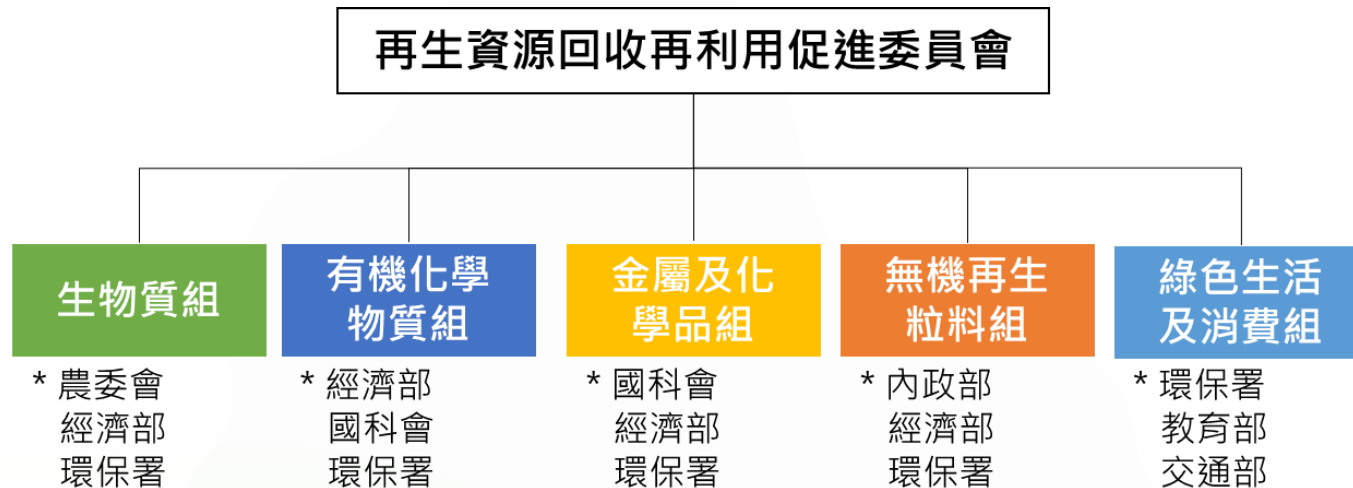 再生資源回收再利用促進委員會
生物質組
* 農委會
經濟部
環保署
有機化學
物質組
* 經濟部
國科會
環保署
金屬及化
學品組
* 國科會
經濟部
環保署
無機再生
粒料組
* 內政部
經濟部
環保署
綠色生活
及消費組
* 環保署
教育部
交通部